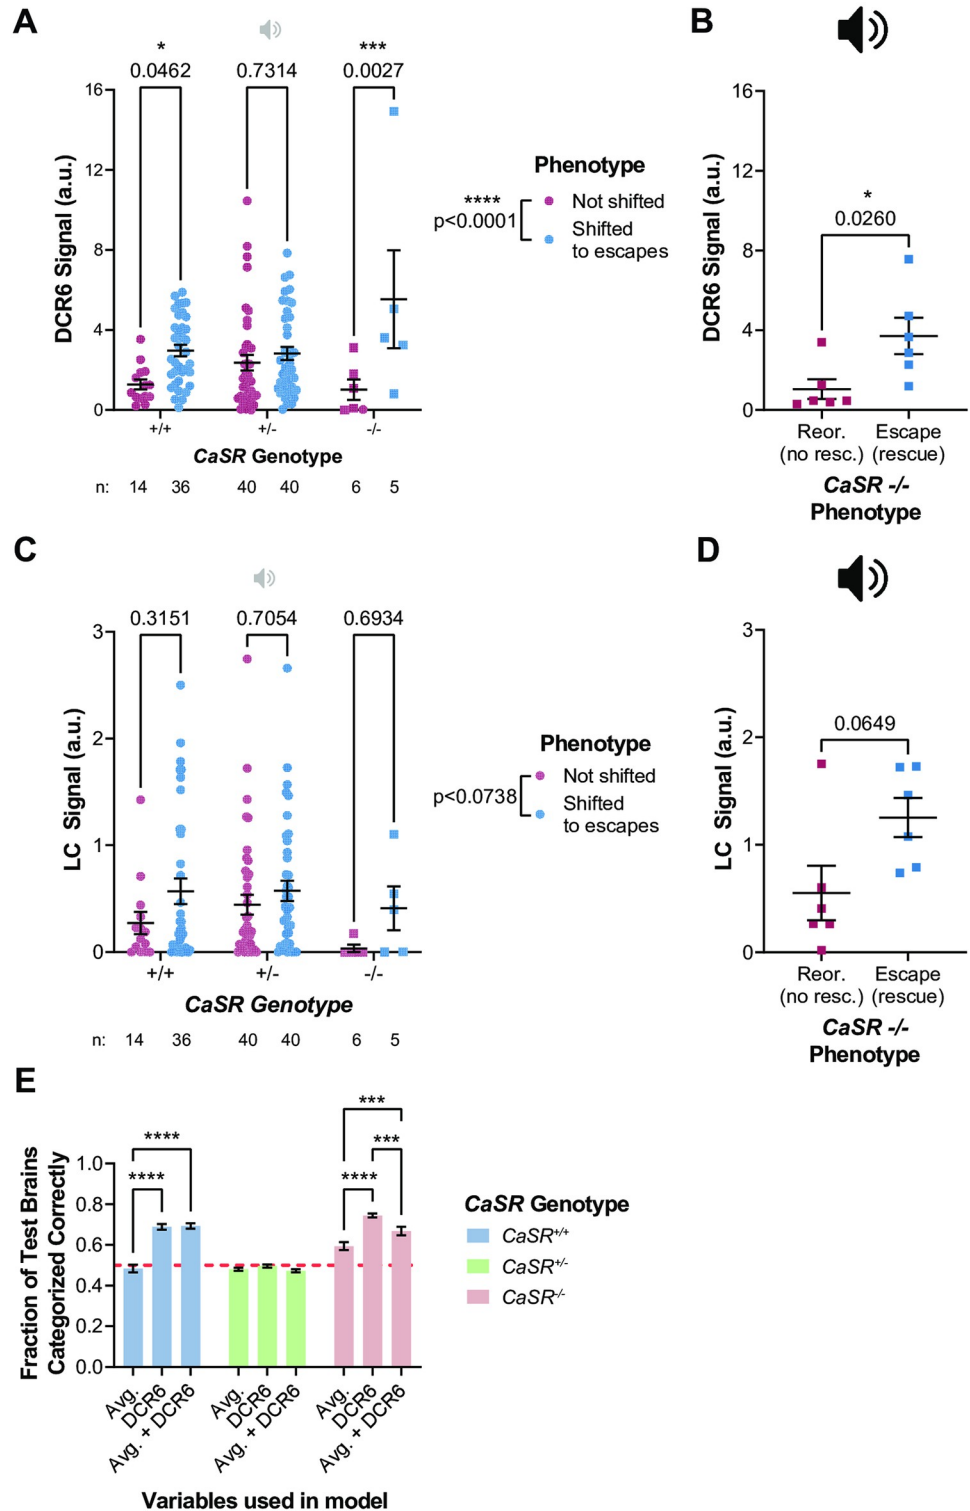 A
*
***
0.0462 0.7314 0.0027
16
12
8
4
0
DCR6 Signal (a.u.)
+/+ +/- -/-
CaSR Genotype
n: 14 36 40 40 6 5
Phenotype
****
p<0.0001
Not shifted
Shifted
to escapes
B
16
12
8
4
0
DCR6 Signal (a.u.)
*
0.0260
Reor. Escape
(no resc.) (rescue)
CaSR -/-
Phenotype
C
0.3151 0.7054 0.6934
3
2
1
0
LC Signal (a.u.)
+/+ +/- -/-
CaSR Genotype
n: 14 36 40 40 6 5
Phenotype
p<0.0738
Not shifted
Shifted
to escapes
D
3
2
1
0
LC Signal (a.u.)
0.0649
Reor. Escape
(no resc.) (rescue)
CaSR -/-
Phenotype
E
Fraction of Test Brains
Categorized Correctly
1.0
0.8
0.6
0.4
0.2
0.0
****
****
***
***
****
Avg. DCR6 Avg. + DCR6
Avg. DCR6 Avg. + DCR6
Avg. DCR6 Avg. + DCR6
Variables used in model
CaSR Genotype
CaSR+/+
CaSR+/-
CaSR-/-